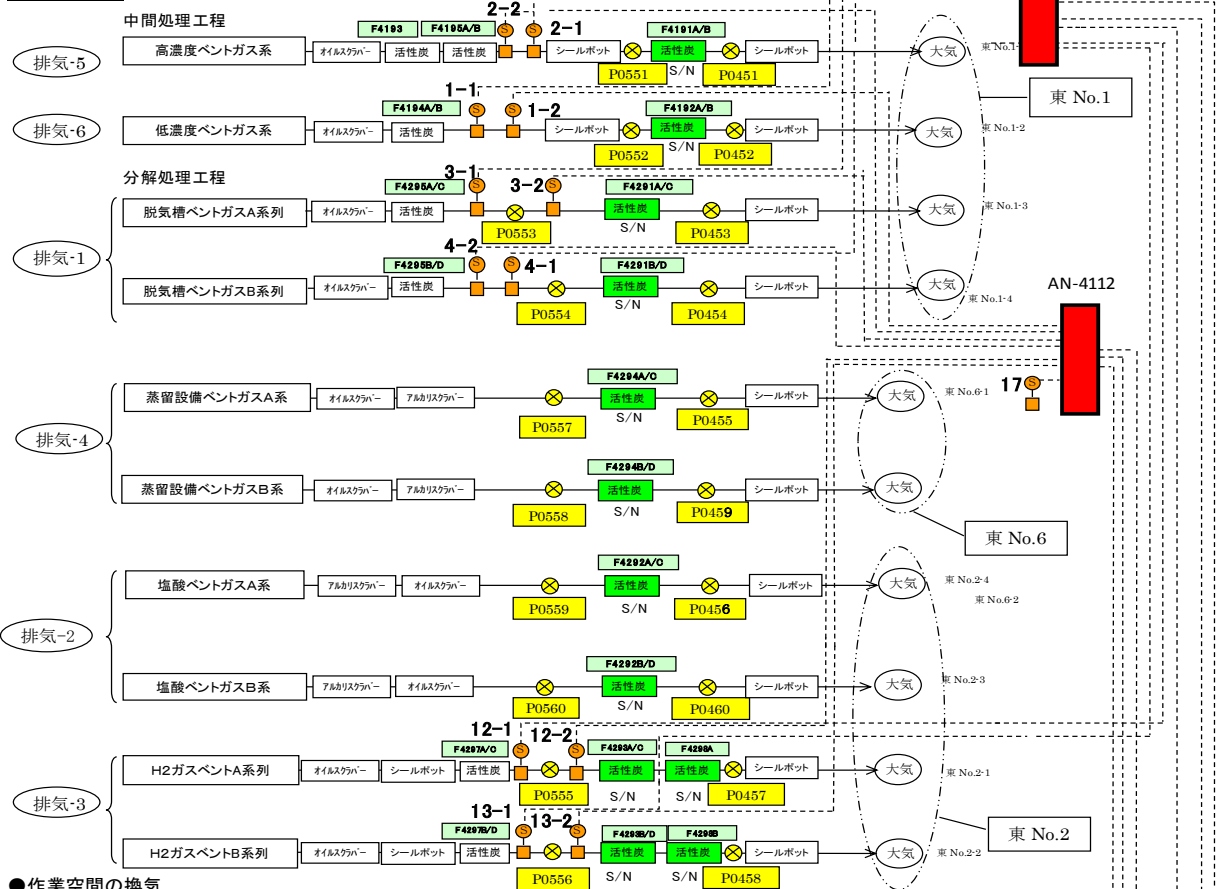 中間処理工程
2-2
F4193
F4195A/B
S
S
2-1
F4191A/B
排気-5
高濃度ベントガス系
オイルスクラバー
活性炭
活性炭
シールポット
活性炭
シールポット
大気
東 No.1-
P0551
S/N
P0451
東 No.1
1-1
F4194A/B
S
S
1-2
F4192A/B
排気-6
低濃度ベントガス系
オイルスクラバー
活性炭
シールポット
活性炭
シールポット
大気
東 No.1-2
P0552
S/N
P0452
分解処理工程
3-1
F4295A/C
S
3-2
S
F4291A/C
脱気槽ベントガスA系列
オイルスクラバー
活性炭
活性炭
シールポット
大気
東 No.1-3
P0553
S/N
P0453
排気-1
4-2
F4295B/D
S
S
4-1
F4291B/D
脱気槽ベントガスB系列
オイルスクラバー
活性炭
活性炭
シールポット
大気
東 No.1-4
P0554
S/N
P0454
AN-4112
17
S
F4294A/C
蒸留設備ベントガスA系
オイルスクラバー
アルカリスクラバー
活性炭
シールポット
大気
東 No.6-1
P0557
S/N
P0455
排気-4
F4294B/D
蒸留設備ベントガスB系
オイルスクラバー
アルカリスクラバー
活性炭
シールポット
大気
P0558
S/N
P0459
東 No.6
F4292A/C
塩酸ベントガスA系
アルカリスクラバー
オイルスクラバー
活性炭
シールポット
大気
東 No.2-4
東 No.6-2
P0559
S/N
P0456
排気-2
F4292B/D
塩酸ベントガスB系
アルカリスクラバー
オイルスクラバー
活性炭
シールポット
大気
東 No.2-3
P0560
S/N
P0460
12-1
F4297A/C
S
12-2
S
F4293A/C
F4298A
H2ガスベントA系列
オイルスクラバー
シールポット
活性炭
活性炭
活性炭
シールポット
大気
東 No.2-1
P0555
S/N
S/N
P0457
排気-3
13-1
F4297B/D
S
13-2
S
F4293B/D
F4298B
H2ガスベントB系列
オイルスクラバー
シールポット
活性炭
活性炭
活性炭
シールポット
大気
東 No.2-2
P0556
S/N
S/N
P0458
東 No.2
●作業空間の換気